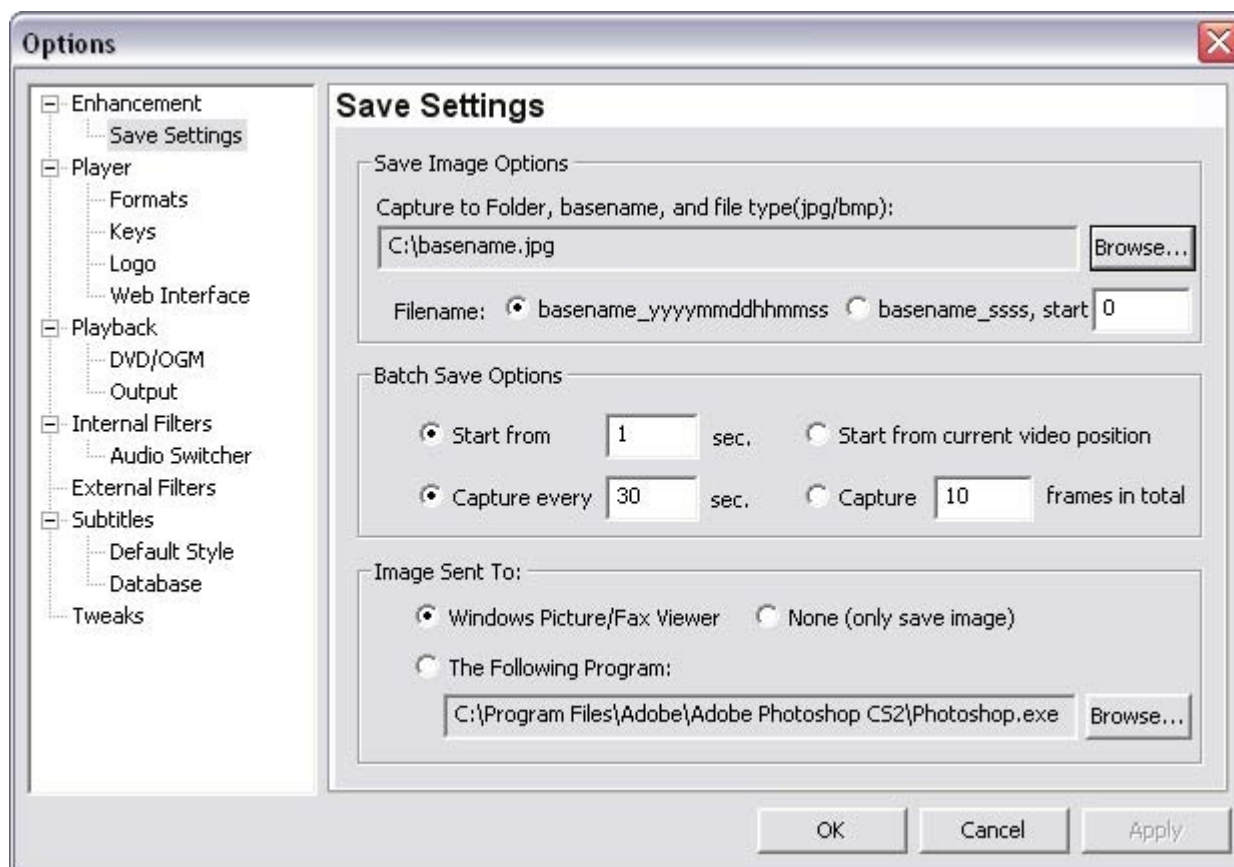 Options
Enhancement
Save Settings
Player
Formats
Keys
Logo
Web Interface
Playback
DVD/OGM
Output
Internal Filters
Audio Switcher
External Filters
Subtitles
Default Style
Database
Tweaks
Save Settings
Save Image Options
Capture to Folder, basename, and file type(jpg/bmp):
C:\basename.jpg Browse...
Filename: basename_yyyymmddhhmmss basename_ssss, start 0
Batch Save Options
Start from 1 sec. Start from current video position
Capture every 30 sec. Capture 10 frames in total
Image Sent To:
Windows Picture/Fax Viewer None (only save image)
The Following Program:
C:\Program Files\Adobe\Adobe Photoshop CS2\Photoshop.exe Browse...
OK Cancel Apply